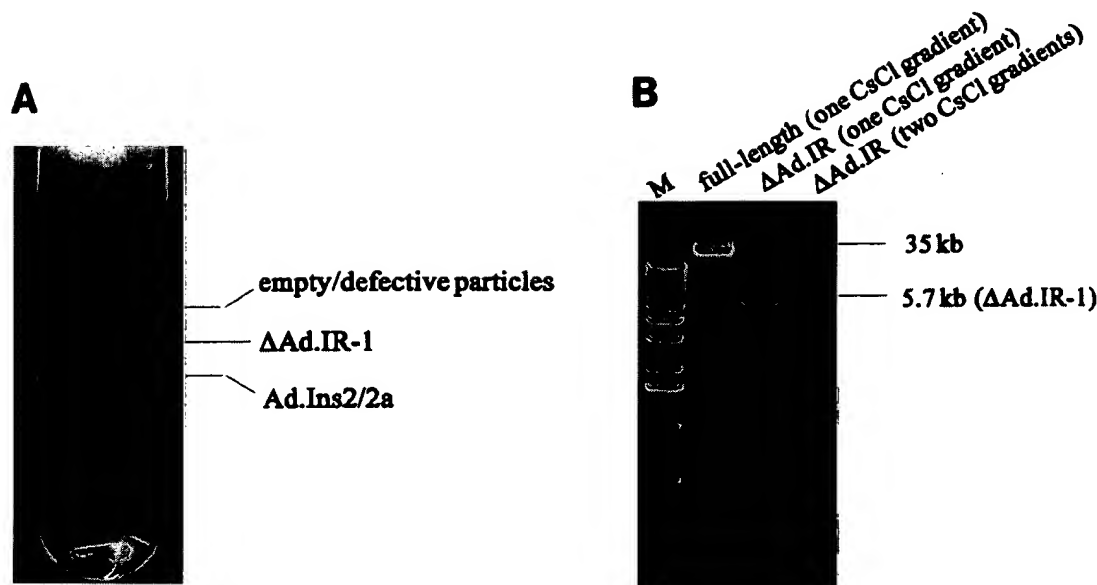 A
empty/defective particles
ΔAd.IR-1
Ad.Ins2/2a
B
M
full-length (one CsCl gradient)
ΔAd.IR (one CsCl gradient)
ΔAd.IR (two CsCl gradients)
35 kb
5.7 kb (ΔAd.IR-1)